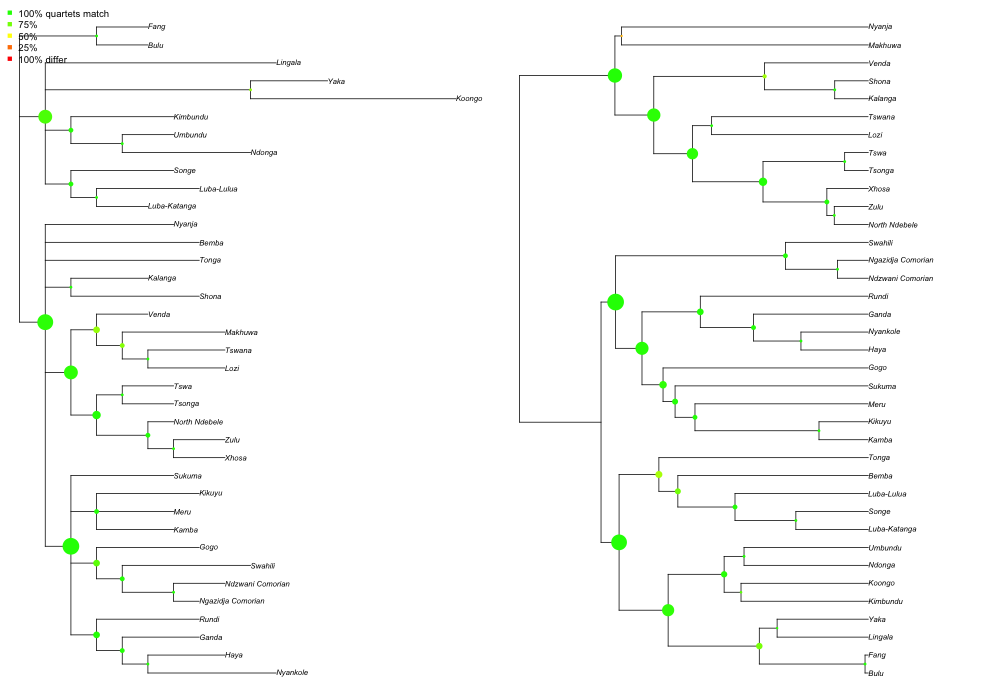 100% quartets match
75%
50%
25%
100% differ
Fang
Bulu
Lingala
Yaka
Koongo
Kimbundu
Umbundu
Ndonga
Songe
Luba-Lulua
Luba-Katanga
Nyanja
Bemba
Tonga
Kalanga
Shona
Venda
Makhuwa
Tswana
Lozi
Tswa
Tsonga
North Ndebele
Zulu
Xhosa
Sukuma
Kikuyu
Meru
Kamba
Gogo
Swahili
Ndzwani Comorian
Ngazidja Comorian
Rundi
Ganda
Haya
Nyankole
Nyanja
Makhuwa
Venda
Shona
Kalanga
Tswana
Lozi
Tswa
Tsonga
Xhosa
Zulu
North Ndebele
Swahili
Ngazidja Comorian
Ndzwani Comorian
Rundi
Ganda
Nyankole
Haya
Gogo
Sukuma
Meru
Kikuyu
Kamba
Tonga
Bemba
Luba-Lulua
Songe
Luba-Katanga
Umbundu
Ndonga
Koongo
Kimbundu
Yaka
Lingala
Fang
Bulu